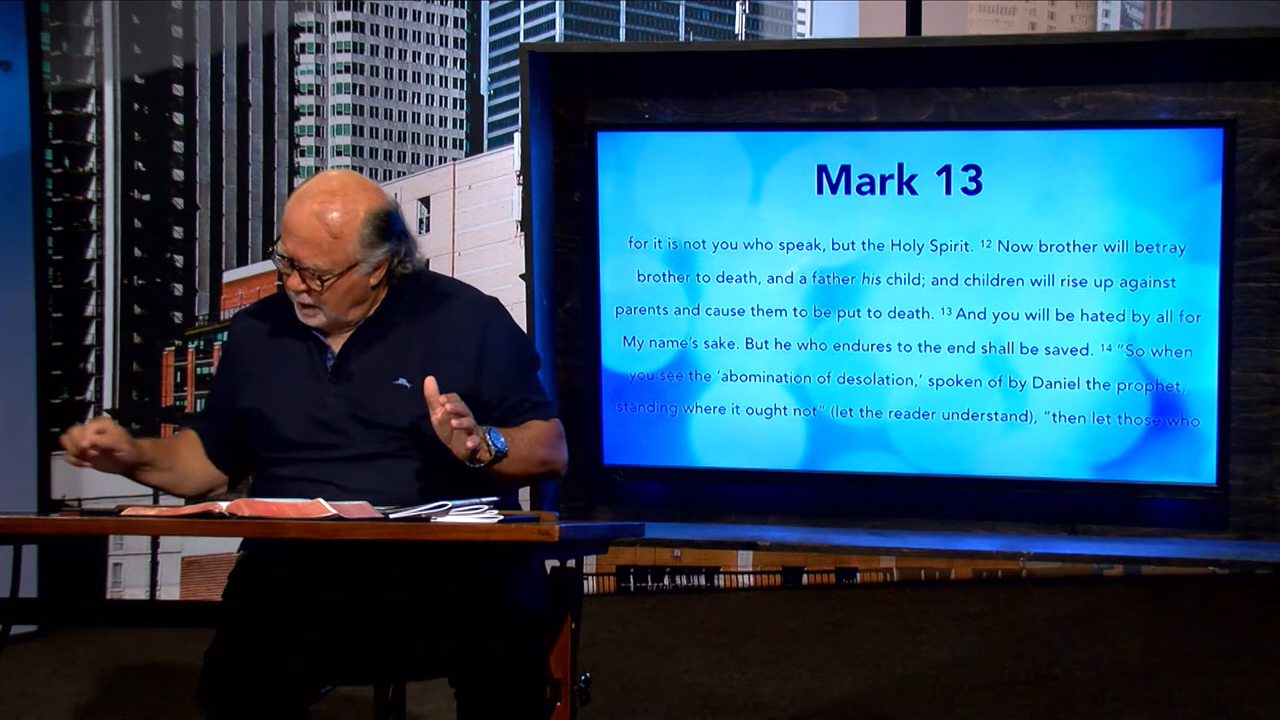 Mark 13
for it is not you who speak, but the Holy Spirit. 12 Now brother will betray
brother to death, and a father his child; and children will rise up against
parents and cause them to be put to death. 13 And you will be hated by all for
My name's sake. But he who endures to the end shall be saved. 14 "So when
you see the 'abomination of desolation,' spoken of by Daniel the prophet,
standing where it ought not" (let the reader understand), "then let those who